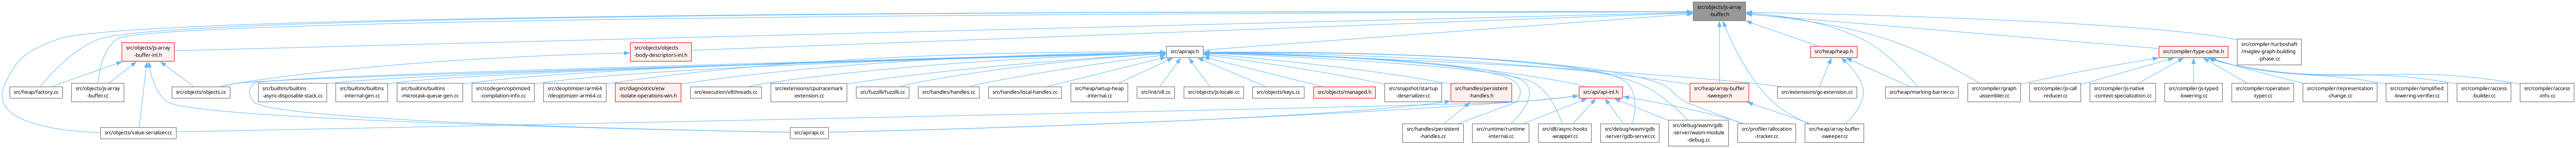 src/objects/js-array
-buffer.h
src/objects/js-array
-buffer-inl.h
src/objects/objects
-body-descriptors-inl.h
src/api/api.h
src/heap/heap.h
src/compiler/type-cache.h
src/compiler/turboshaft
/maglev-graph-building
-phase.cc
src/heap/factory.cc
src/objects/js-array
-buffer.cc
src/objects/objects.cc
src/builtins/builtins
-async-disposable-stack.cc
src/builtins/builtins
-internal-gen.cc
src/builtins/builtins
-microtask-queue-gen.cc
src/codegen/optimized
-compilation-info.cc
src/deoptimizer/arm64
/deoptimizer-arm64.cc
src/diagnostics/etw
-isolate-operations-win.h
src/execution/v8threads.cc
src/extensions/cputracemark
-extension.cc
src/fuzzilli/fuzzilli.cc
src/handles/handles.cc
src/handles/local-handles.cc
src/heap/setup-heap
-internal.cc
src/init/v8.cc
src/objects/js-locale.cc
src/objects/keys.cc
src/objects/managed.h
src/snapshot/startup
-deserializer.cc
src/handles/persistent
-handles.h
src/api/api-inl.h
src/heap/array-buffer
-sweeper.h
src/extensions/gc-extension.cc
src/heap/marking-barrier.cc
src/compiler/graph
-assembler.cc
src/compiler/js-call
-reducer.cc
src/compiler/js-native
-context-specialization.cc
src/compiler/js-typed
-lowering.cc
src/compiler/operation
-typer.cc
src/compiler/representation
-change.cc
src/compiler/simplified
-lowering-verifier.cc
src/compiler/access
-builder.cc
src/compiler/access
-info.cc
src/objects/value-serializer.cc
src/api/api.cc
src/handles/persistent
-handles.cc
src/runtime/runtime
-internal.cc
src/d8/async-hooks
-wrapper.cc
src/debug/wasm/gdb
-server/gdb-server.cc
src/debug/wasm/gdb
-server/wasm-module
-debug.cc
src/profiler/allocation
-tracker.cc
src/heap/array-buffer
-sweeper.cc